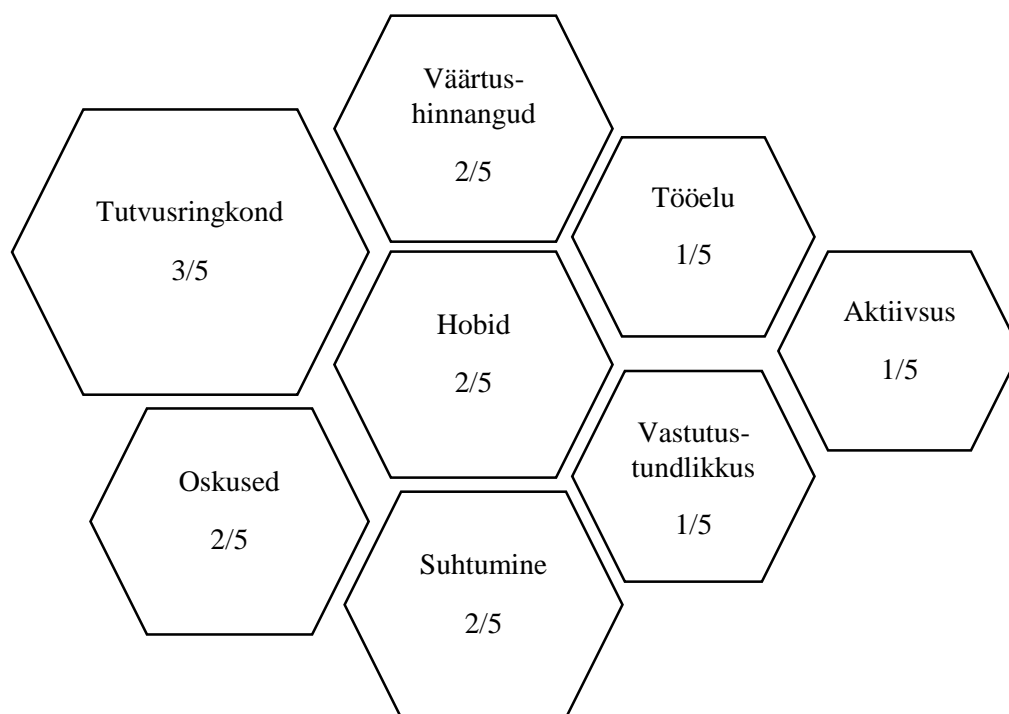 Väärtus-
hinnangud
2/5
Tutvusringkond
3/5
Tööelu
1/5
Hobid
2/5
Aktiivsus
1/5
Oskused
2/5
Vastutus-
tundlikkus
1/5
Suhtumine
2/5